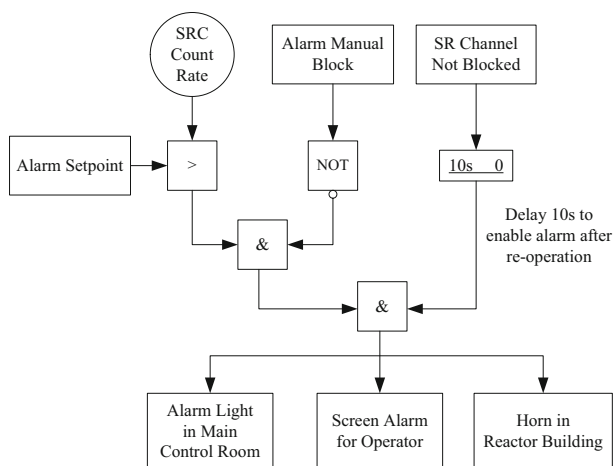 SRC
Count
Rate
Alarm Manual
Block
SR Channel
Not Blocked
Alarm Setpoint
>
NOT
10s 0
Delay 10s to
enable alarm after
re-operation
&
&
Alarm Light
in Main
Control Room
Screen Alarm
for Operator
Horn in
Reactor Building